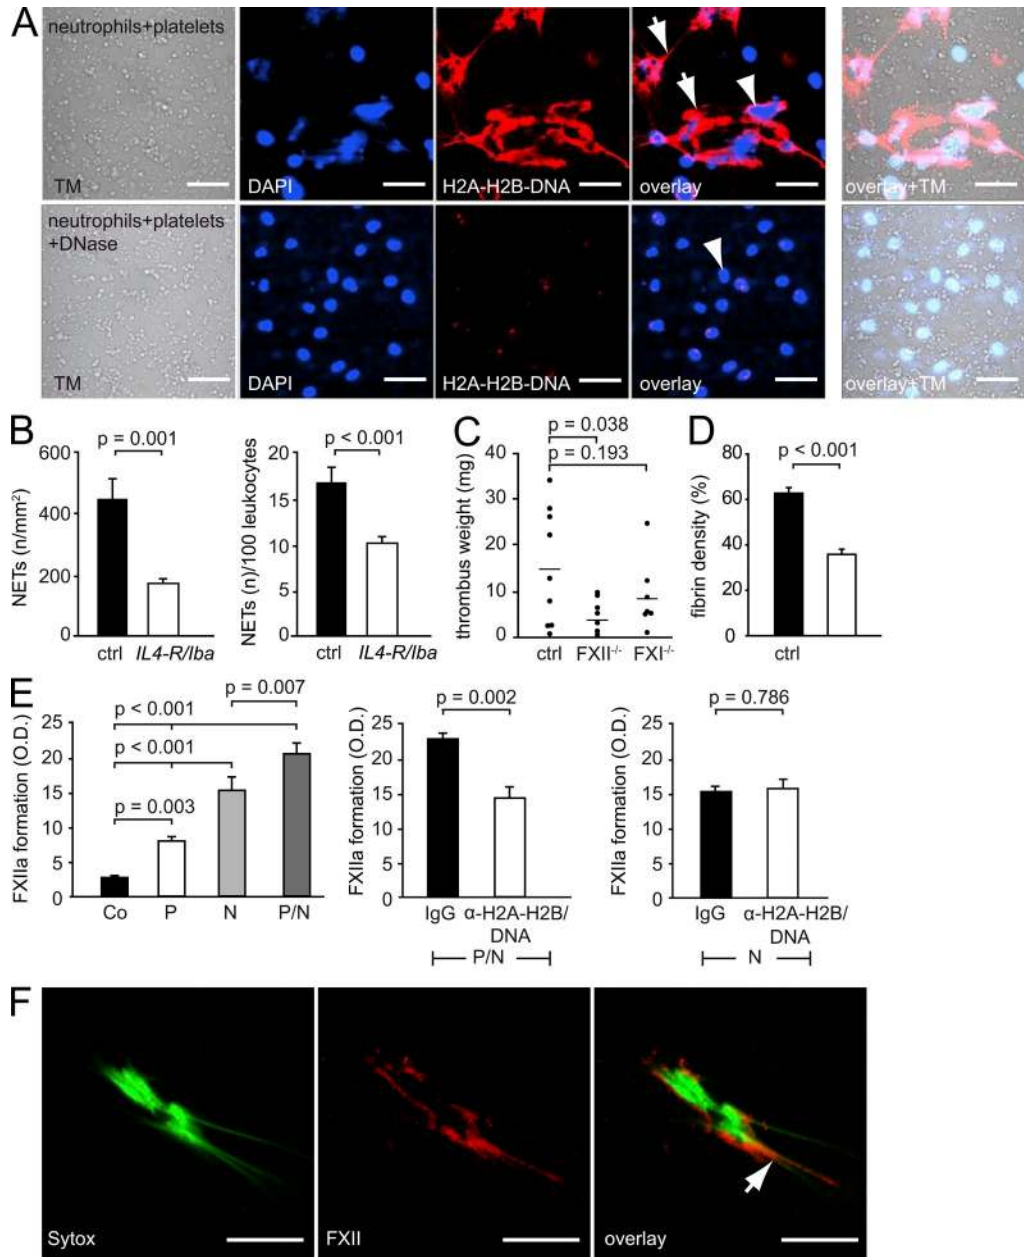 A
neutrophils+platelets
TM
DAPI
H2A-H2B-DNA
overlay
overlay+TM
neutrophils+platelets
+DNase
TM
DAPI
H2A-H2B-DNA
overlay
overlay+TM
B
p = 0.001
NETs (n/mm²)
600
400
200
0
ctrl
IL4-R/Iba
p < 0.001
NETs (n)/100 leukocytes
20
15
10
5
0
ctrl
IL4-R/Iba
C
p = 0.038
p = 0.193
thrombus weight (mg)
40
30
20
10
0
ctrl
FXII-/-
FXI-/-
D
p < 0.001
fibrin density (%)
80
60
40
20
0
ctrl
E
p = 0.007
p < 0.001
p < 0.001
p = 0.003
FXIIa formation (O.D.)
25
20
15
10
5
0
Co
P
N
P/N
p = 0.002
FXIIa formation (O.D.)
25
20
15
10
5
0
IgG
α-H2A-H2B/
DNA
P/N
p = 0.786
FXIIa formation (O.D.)
25
20
15
10
5
0
IgG
α-H2A-H2B/
DNA
N
F
Sytox
FXII
overlay